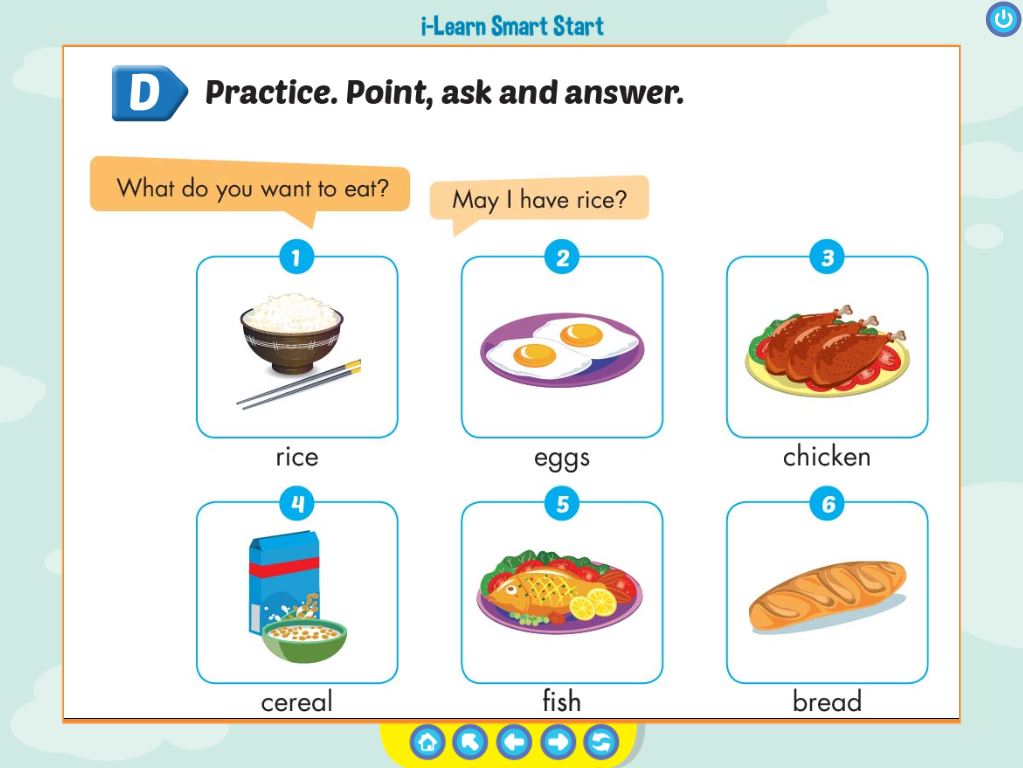 i-Learn Smart Start
D Practice. Point, ask and answer.
What do you want to eat?
May I have rice?
1
2
3
rice
eggs
chicken
4
5
6
cereal
fish
bread